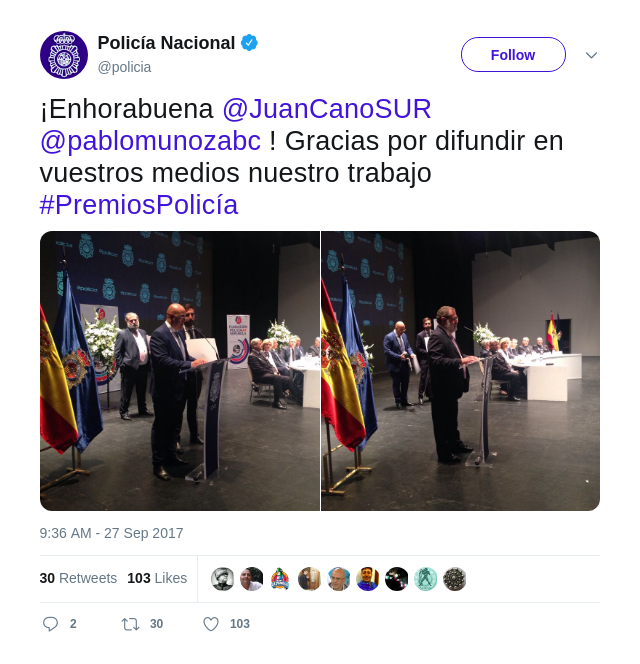 Policía Nacional
@policia
Follow
¡Enhorabuena @JuanCanoSUR
@pablomunozabc ! Gracias por difundir en
vuestros medios nuestro trabajo
#PremiosPolicía
9:36 AM - 27 Sep 2017
30 Retweets 103 Likes
2 30 103